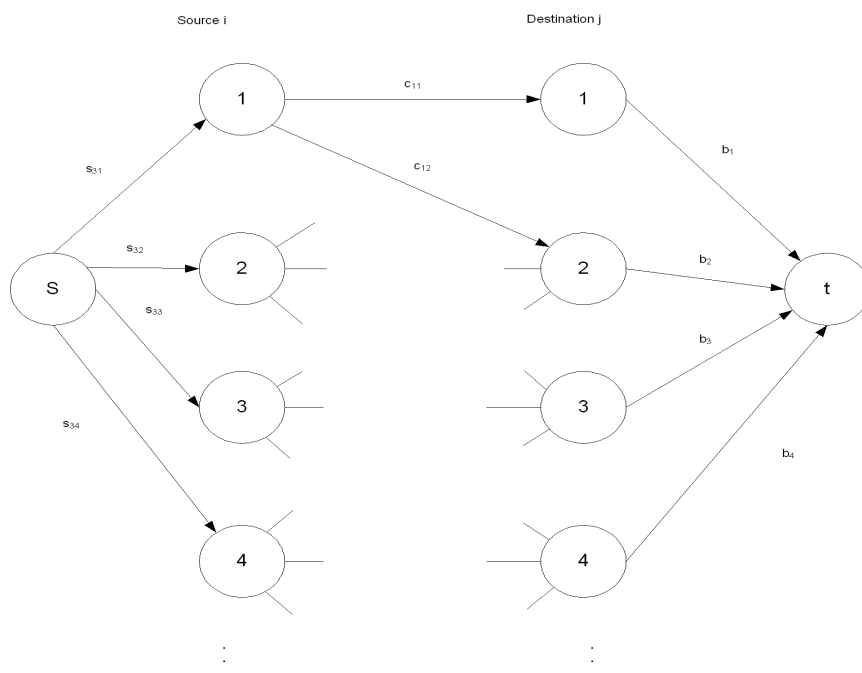 Source i
Destination j
1
c₁₁
1
s₃₁
c₁₂
b₁
s₃₂
2
2
b₂
S
t
s₃₃
b₃
3
3
s₃₄
b₄
4
4
:
: